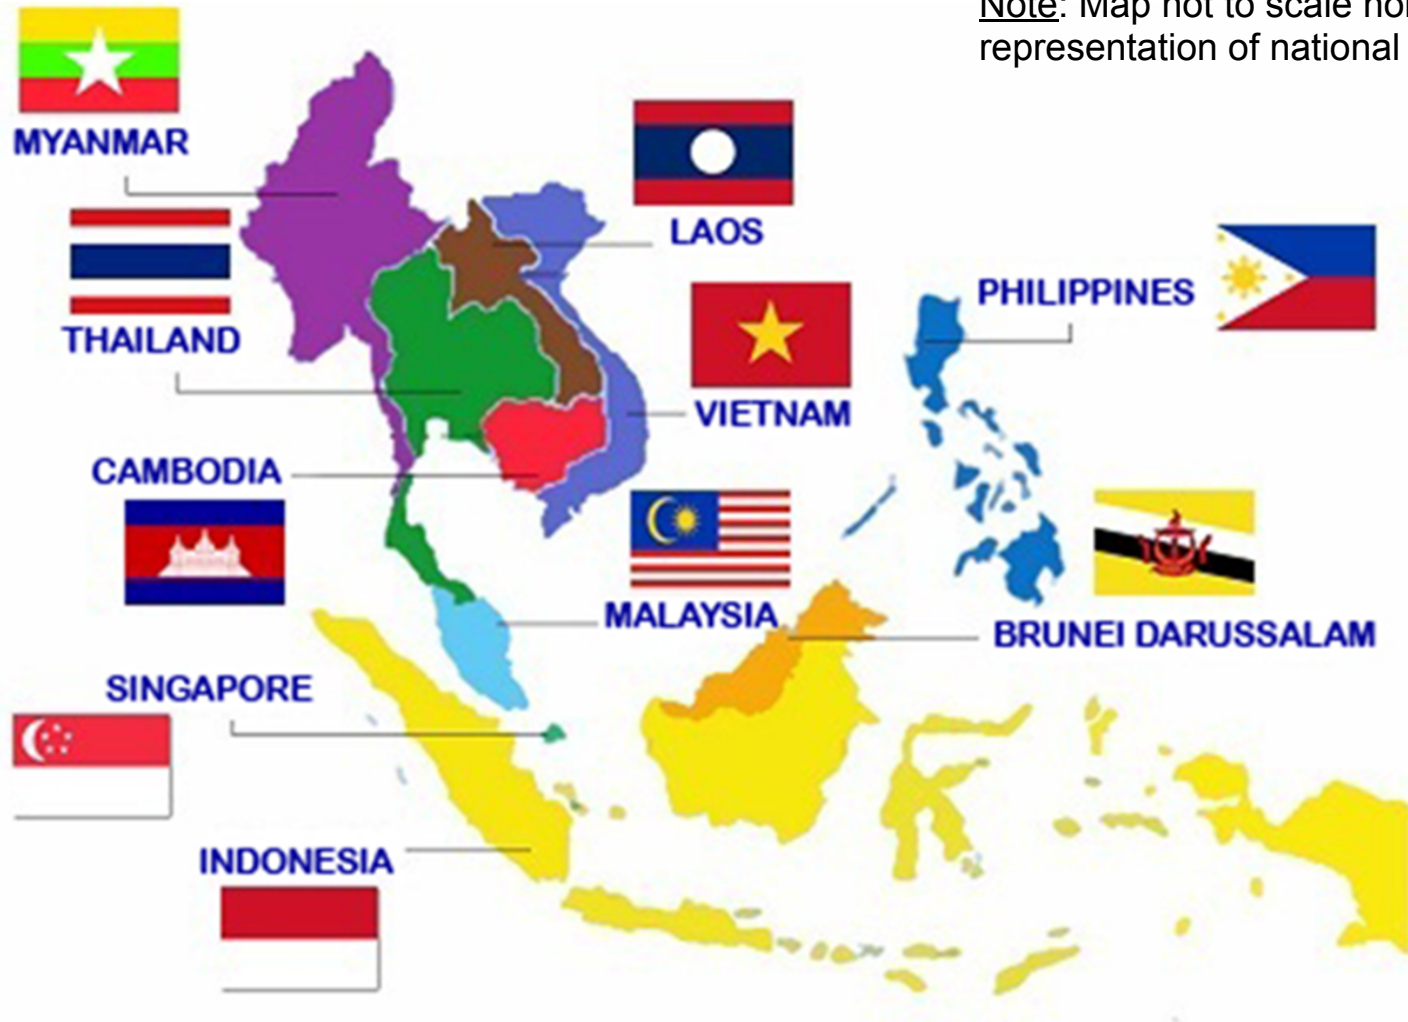 Note: Map not to scale
representation of national
MYANMAR
LAOS
THAILAND
PHILIPPINES
VIETNAM
CAMBODIA
MALAYSIA
BRUNEI DARUSSALAM
SINGAPORE
INDONESIA